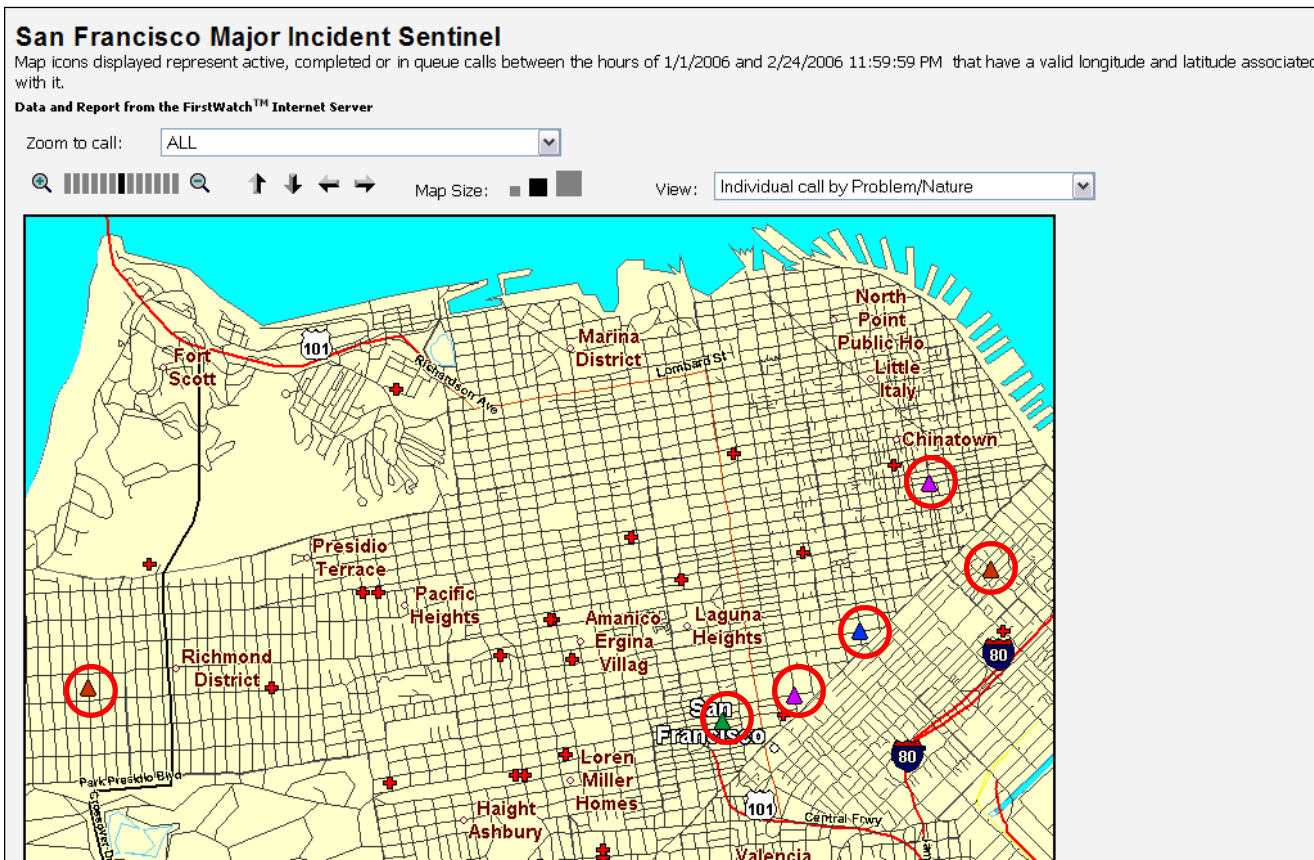 San Francisco Major Incident Sentinel
Map icons displayed represent active, completed or in queue calls between the hours of 1/1/2006 and 2/24/2006 11:59:59 PM that have a valid longitude and latitude associated
with it.
Data and Report from the FirstWatch™ Internet Server
Zoom to call:
ALL
Map Size:
View:
Individual call by Problem/Nature
North
Point
Public Ho
Marina
District
101
Fort
Scott
Richardson Ave
Lombard St
Little
Italy
Chinatown
Presidio
Terrace
Pacific
Heights
Amanico
Ergina
Villag
Laguna
Heights
80
Richmond
District
San
Francisco
Park Presidio Blvd
Crossover D
Loren
Miller
Homes
80
Haight
Ashbury
101
Central Frwy
Valencia